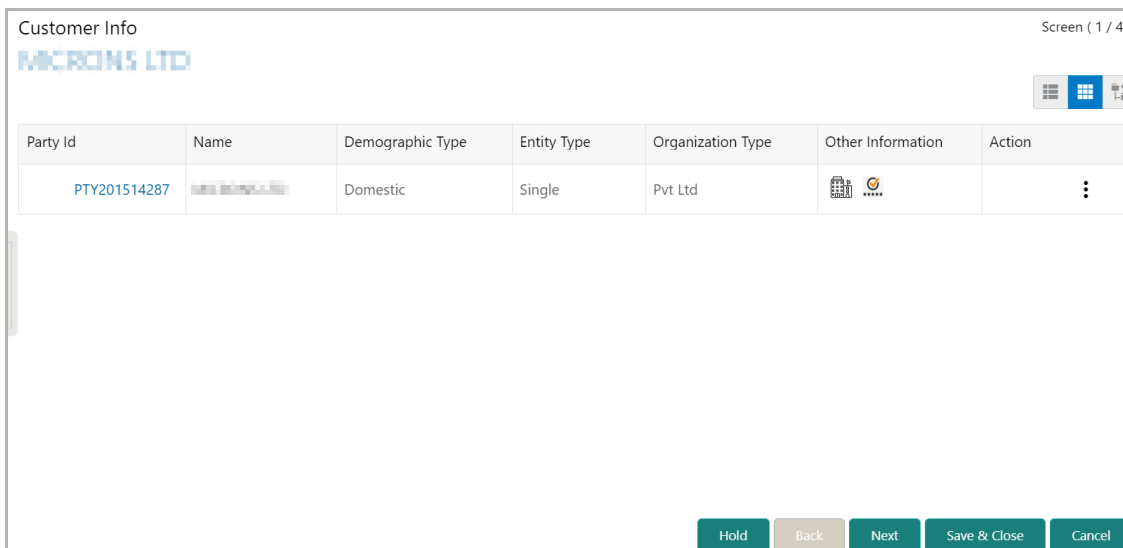 Customer Info
Screen ( 1 / 4
Party Id Name Demographic Type Entity Type Organization Type Other Information Action
PTY201514287 Domestic Single Pvt Ltd
Hold Back Next Save & Close Cancel